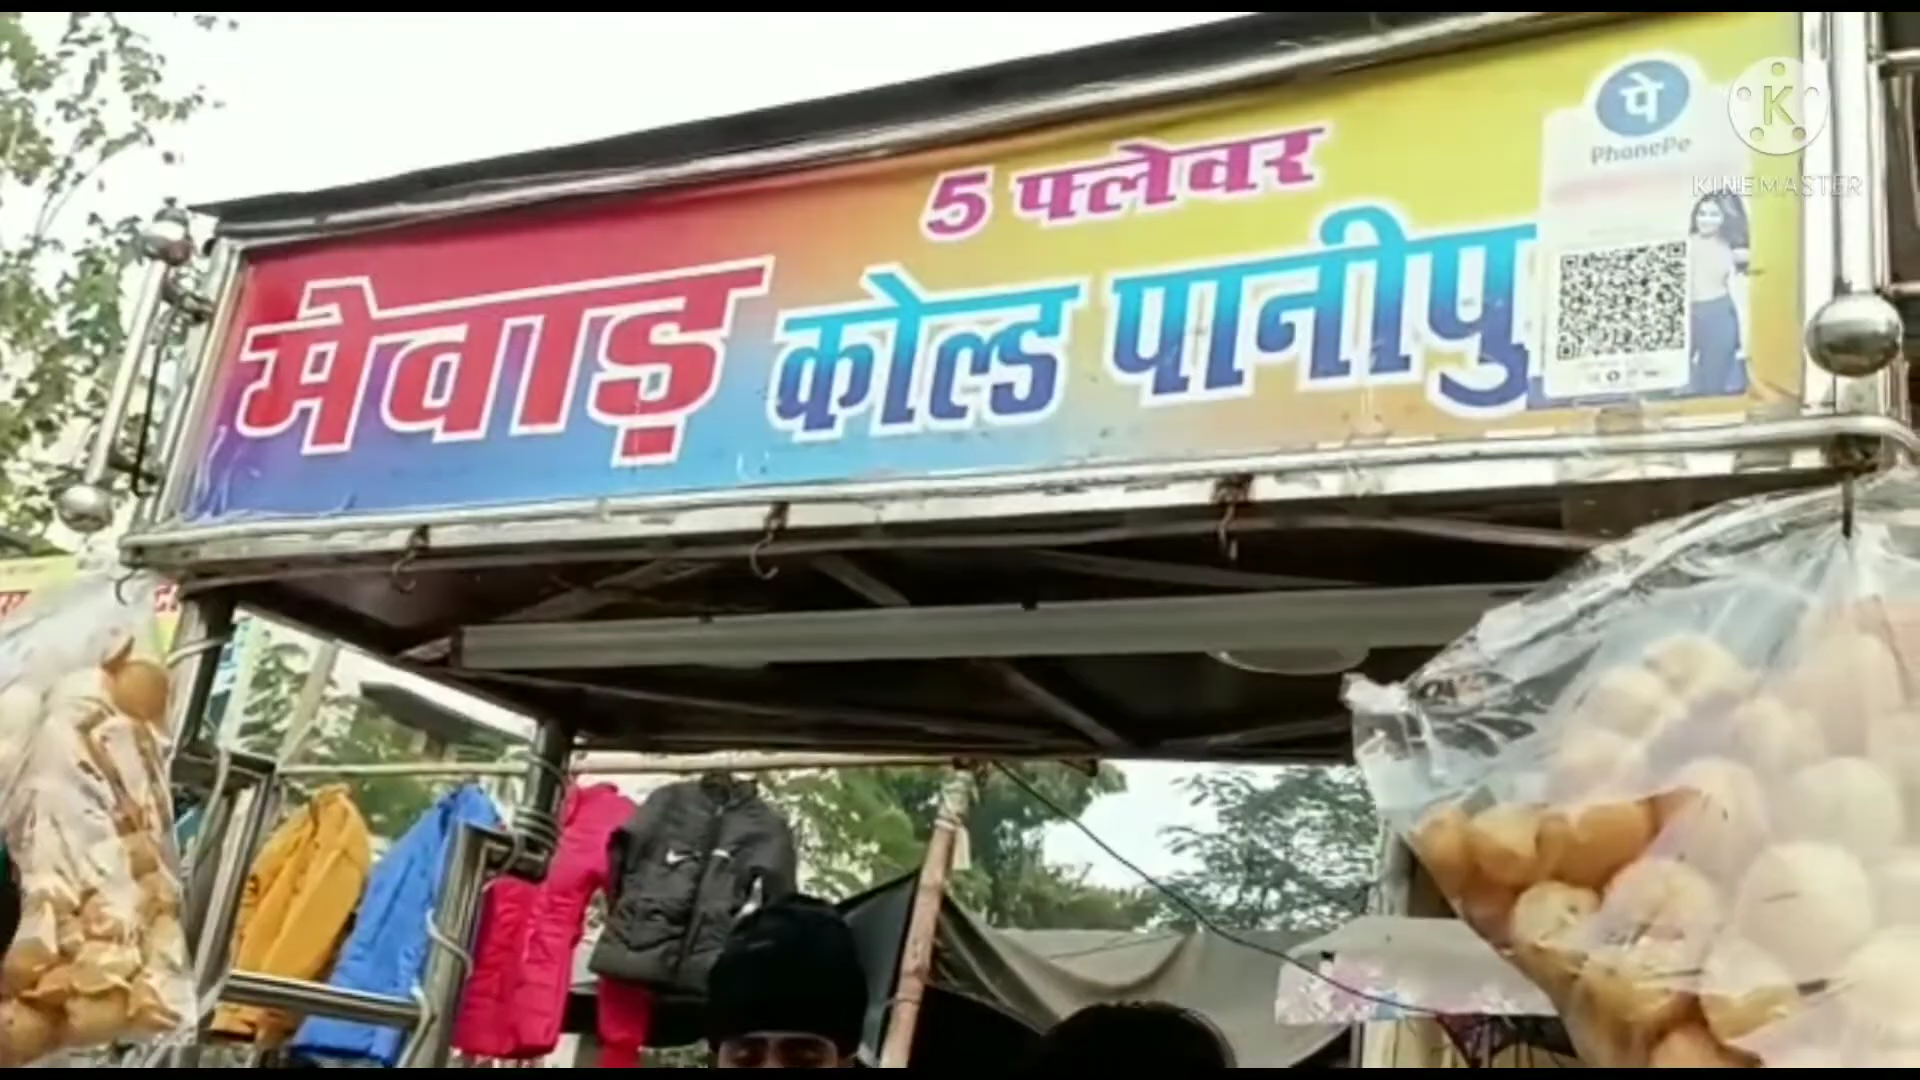 5 फ्लेवर
मेवाड़ कोल्ड पानीपु
पे
PhonePe
K
KINEMASTER